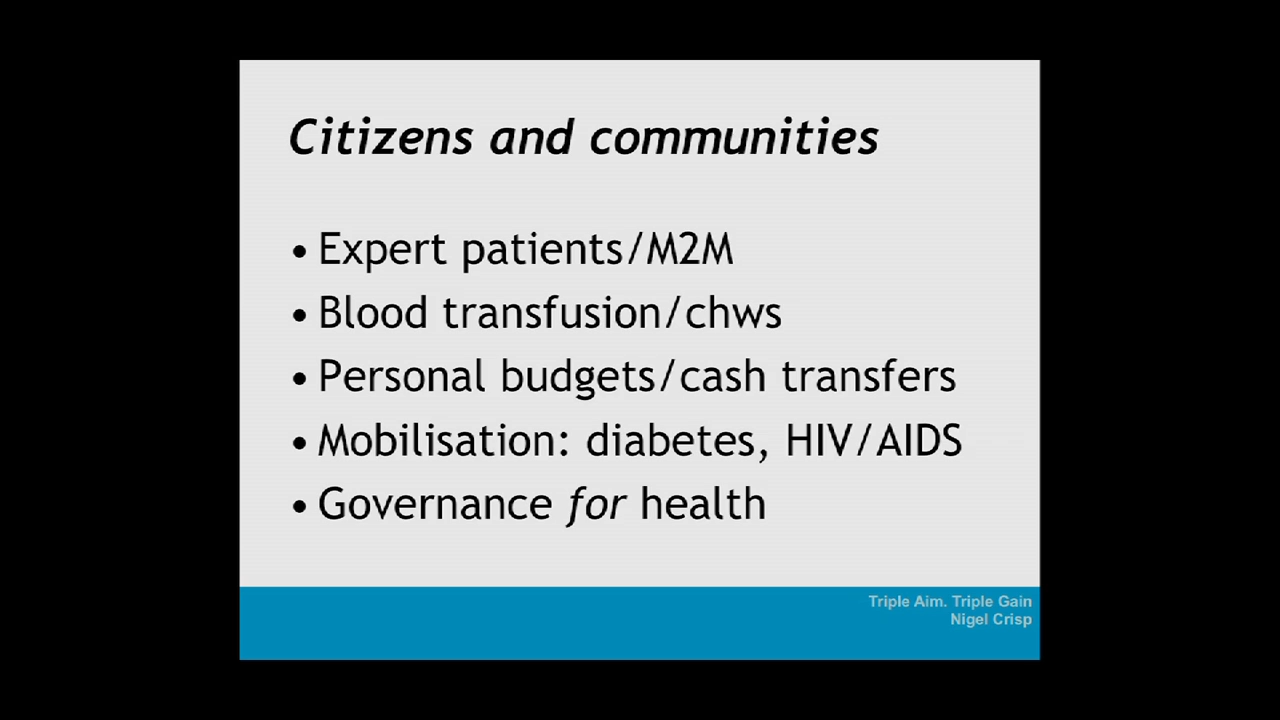 Citizens and communities
• Expert patients/M2M
• Blood transfusion/chws
• Personal budgets/cash transfers
• Mobilisation: diabetes, HIV/AIDS
• Governance for health
Triple Aim. Triple Gain
Nigel Crisp